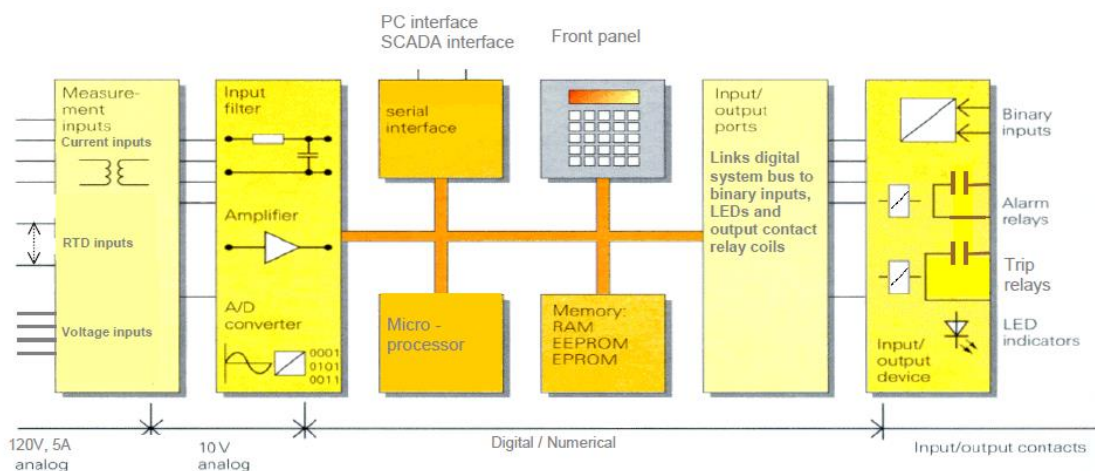 PC interface
SCADA interface
Front panel
Measure-
ment
inputs
Current inputs
RTD inputs
Voltage inputs
Input
filter
Amplifier
A/D
converter
0001
0101
0011
serial
interface
Micro -
processor
Memory:
RAM
EEPROM
EPROM
Input/
output
ports
Links digital
system bus to
binary inputs,
LEDs and
output contact
relay coils
Input/
output
device
Binary
inputs
Alarm
relays
Trip
relays
LED
indicators
120V, 5A
analog
10 V
analog
Digital / Numerical
Input/output contacts